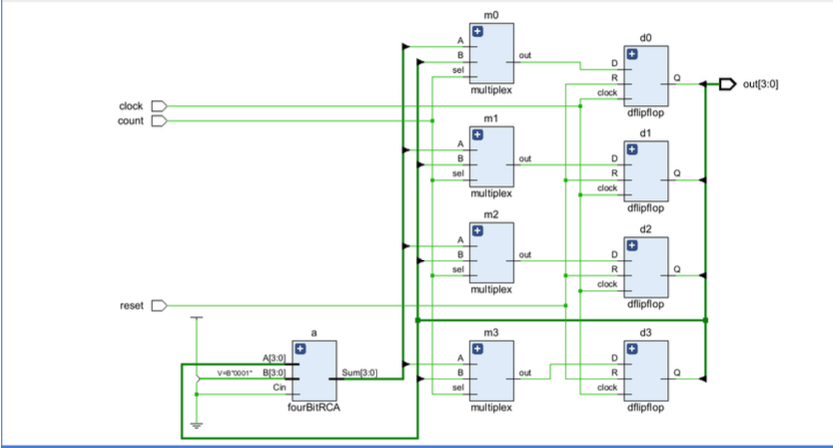 m0
A
B
sel
out
multiplex
d0
D
R
clock
Q
dflipflop
out[3:0]
clock
count
m1
A
B
sel
out
multiplex
d1
D
R
clock
Q
dflipflop
m2
A
B
sel
out
multiplex
d2
D
R
clock
Q
dflipflop
reset
a
A[3:0]
V=B"0001"
B[3:0]
Cin
Sum[3:0]
fourBitRCA
m3
A
B
sel
out
multiplex
d3
D
R
clock
Q
dflipflop